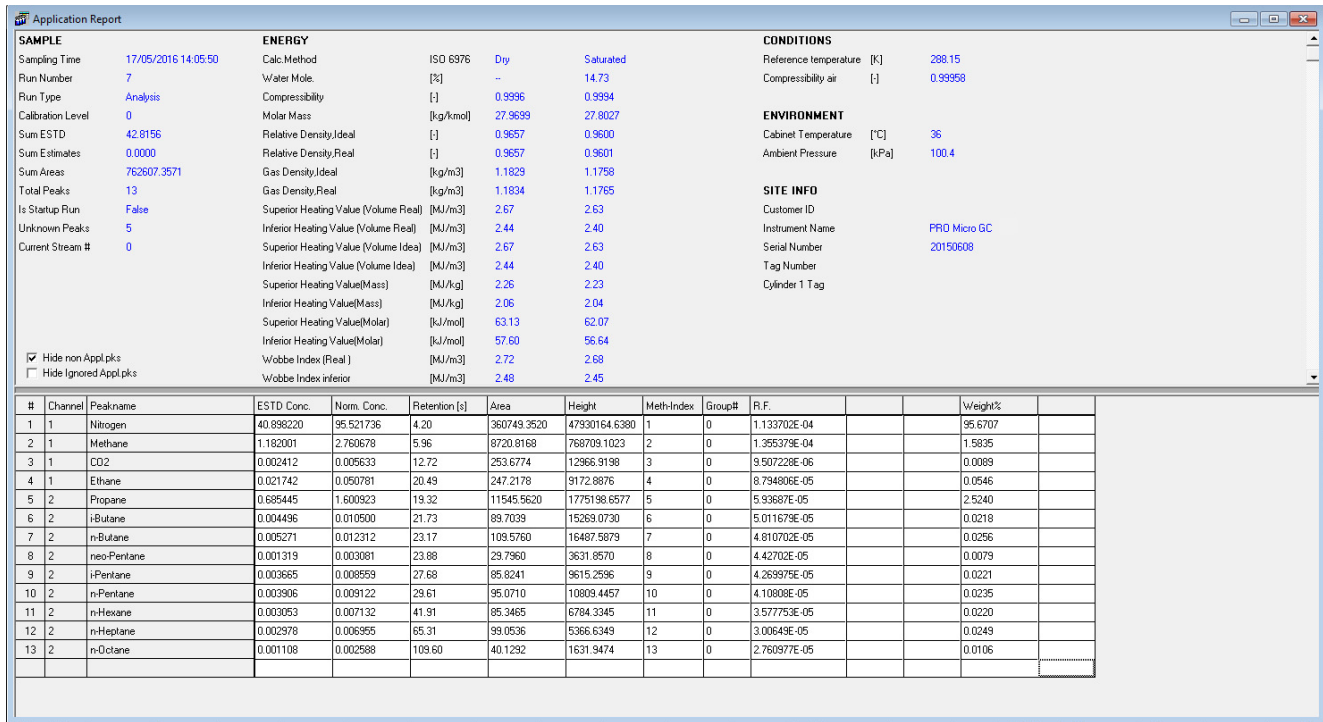 Application Report
SAMPLE ENERGY CONDITIONS
Sampling Time 17/05/2016 14:05:50 Calc.Method ISO 6976 Dry Saturated Reference temperature [K] 288.15
Run Number 7 Water Mole. [%] -- 14.73 Compressibility air [-] 0.99958
Run Type Analysis Compressibility [-] 0.9996 0.9994
Calibration Level 0 Molar Mass [kg/kmol] 27.9699 27.8027 ENVIRONMENT
Sum ESTD 42.8156 Relative Density,Ideal [-] 0.9657 0.9600 Cabinet Temperature [°C] 36
Sum Estimates 0.0000 Relative Density,Real [-] 0.9657 0.9601 Ambient Pressure [kPa] 100.4
Sum Areas 762607.3571 Gas Density,Ideal [kg/m3] 1.1829 1.1758
Total Peaks 13 Gas Density,Real [kg/m3] 1.1834 1.1765 SITE INFO
Is Startup Run False Superior Heating Value (Volume Real) [MJ/m3] 2.67 2.63 Customer ID
Unknown Peaks 5 Inferior Heating Value (Volume Real) [MJ/m3] 2.44 2.40 Instrument Name PRO Micro GC
Current Stream # 0 Superior Heating Value (Volume Idea) [MJ/m3] 2.67 2.63 Serial Number 20150608
Inferior Heating Value (Volume Idea) [MJ/m3] 2.44 2.40 Tag Number
Superior Heating Value(Mass) [MJ/kg] 2.26 2.23 Cylinder 1 Tag
Inferior Heating Value(Mass) [MJ/kg] 2.06 2.04
Superior Heating Value(Molar) [kJ/mol] 63.13 62.07
Inferior Heating Value(Molar) [kJ/mol] 57.60 56.64
Hide non Appl.pks Wobbe Index (Real ) [MJ/m3] 2.72 2.68
Hide Ignored Appl.pks Wobbe Index inferior [MJ/m3] 2.48 2.45
# Channel Peakname ESTD Conc. Norm. Conc. Retention [s] Area Height Meth-Index Group# R.F. Weight%
1 1 Nitrogen 40.898220 95.521736 4.20 360749.3520 47930164.6380 1 0 1.133702E-04 95.6707
2 1 Methane 1.182001 2.760678 5.96 8720.8168 768709.1023 2 0 1.355379E-04 1.5835
3 1 CO2 0.002412 0.005633 12.72 253.6774 12966.9198 3 0 9.507228E-06 0.0089
4 1 Ethane 0.021742 0.050781 20.49 247.2178 9172.8876 4 0 8.794806E-05 0.0546
5 2 Propane 0.685445 1.600923 19.32 11545.5620 1775198.6577 5 0 5.93687E-05 2.5240
6 2 i-Butane 0.004496 0.010500 21.73 89.7039 15269.0730 6 0 5.011679E-05 0.0218
7 2 n-Butane 0.005271 0.012312 23.17 109.5760 16487.5879 7 0 4.810702E-05 0.0256
8 2 neo-Pentane 0.001319 0.003081 23.88 29.7960 3631.8570 8 0 4.42702E-05 0.0079
9 2 i-Pentane 0.003665 0.008559 27.68 85.8241 9615.2596 9 0 4.269975E-05 0.0221
10 2 n-Pentane 0.003906 0.009122 29.61 95.0710 10809.4457 10 0 4.10808E-05 0.0235
11 2 n-Hexane 0.003053 0.007132 41.91 85.3465 6784.3345 11 0 3.577753E-05 0.0220
12 2 n-Heptane 0.002978 0.006955 65.31 99.0536 5366.6349 12 0 3.00649E-05 0.0249
13 2 n-Octane 0.001108 0.002588 109.60 40.1292 1631.9474 13 0 2.760977E-05 0.0106